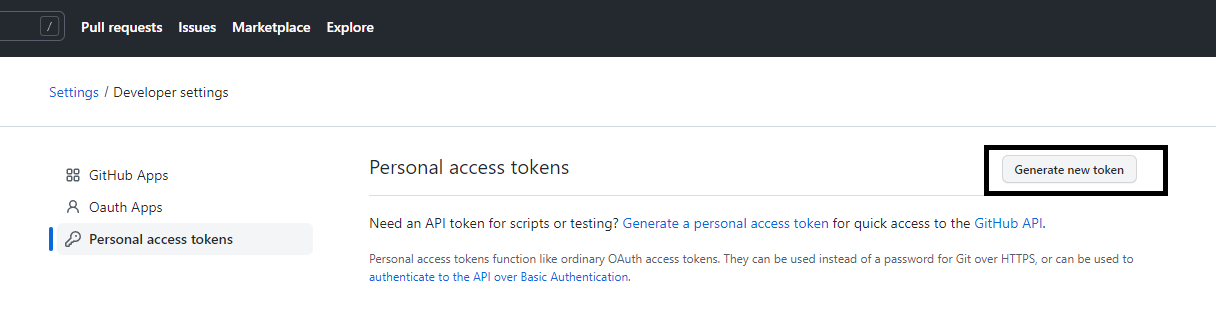 / Pull requests Issues Marketplace Explore
Settings / Developer settings
GitHub Apps
Oauth Apps
Personal access tokens
Personal access tokens
Generate new token
Need an API token for scripts or testing? Generate a personal access token for quick access to the GitHub API.
Personal access tokens function like ordinary OAuth access tokens. They can be used instead of a password for Git over HTTPS, or can be used to
authenticate to the API over Basic Authentication.